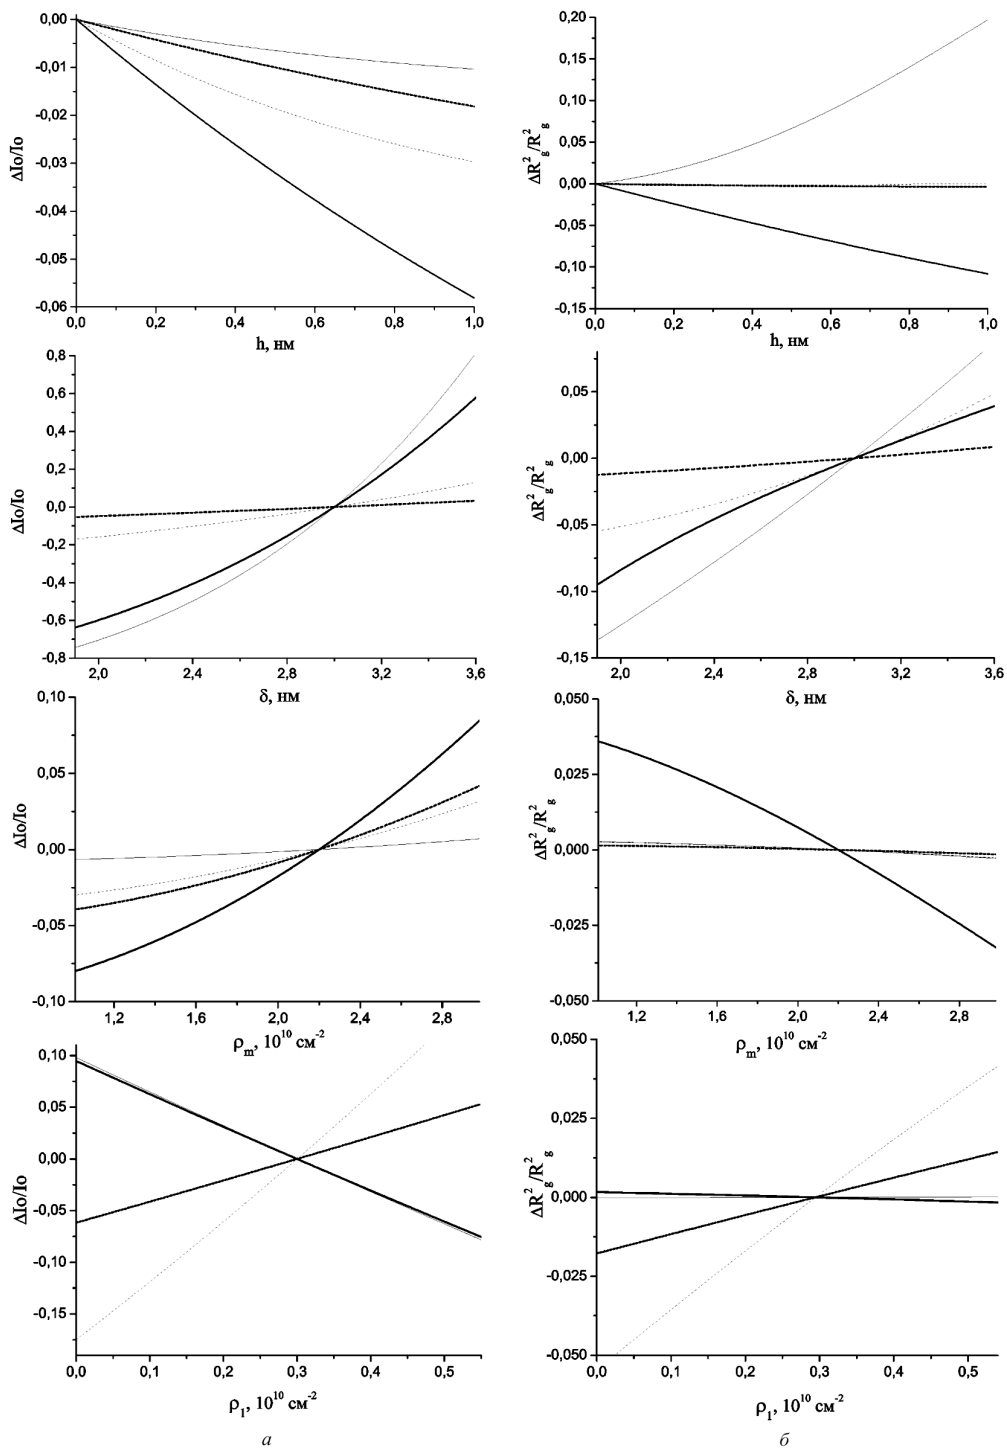 0,00
-0,01
-0,02
-0,03
-0,04
-0,05
-0,06
ΔIo/Io
0,0 0,2 0,4 0,6 0,8 1,0
h, нм
0,20
0,15
0,10
0,05
0,00
-0,05
-0,10
-0,15
ΔR²g/R²g
0,0 0,2 0,4 0,6 0,8 1,0
h, нм
0,8
0,6
0,4
0,2
0,0
-0,2
-0,4
-0,6
-0,8
ΔIo/Io
2,0 2,4 2,8 3,2 3,6
δ, нм
0,05
0,00
-0,05
-0,10
-0,15
ΔR²g/R²g
2,0 2,4 2,8 3,2 3,6
δ, нм
0,10
0,05
0,00
-0,05
-0,10
ΔIo/Io
1,2 1,6 2,0 2,4 2,8
ρm, 10¹⁰ см⁻²
0,050
0,025
0,000
-0,025
-0,050
ΔR²g/R²g
1,2 1,6 2,0 2,4 2,8
ρm, 10¹⁰ см⁻²
0,10
0,05
0,00
-0,05
-0,10
-0,15
ΔIo/Io
0,0 0,1 0,2 0,3 0,4 0,5
ρ1, 10¹⁰ см⁻²
а
0,050
0,025
0,000
-0,025
-0,050
ΔR²g/R²g
0,0 0,1 0,2 0,3 0,4 0,5
ρ1, 10¹⁰ см⁻²
б